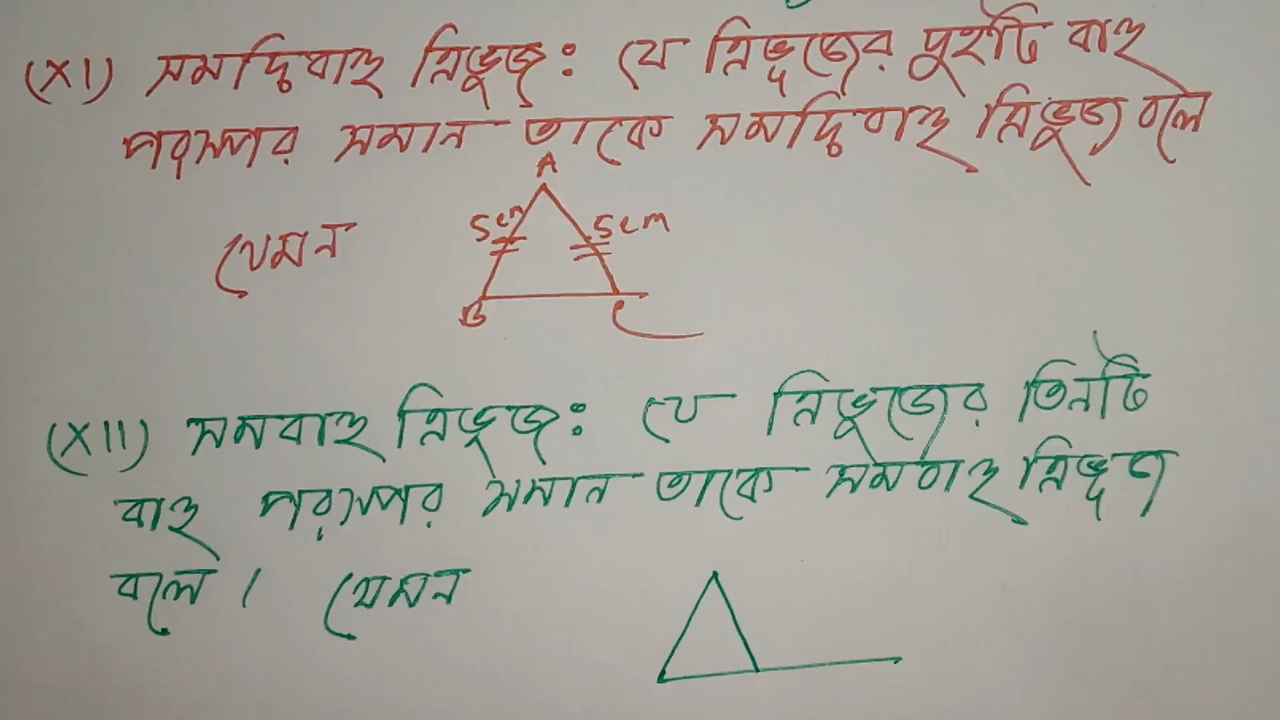 (XI) সমদ্বিবাহু ত্রিভুজ: যে ত্রিভুজের দুইটি বাহু
পরস্পর সমান তাকে সমদ্বিবাহু ত্রিভুজ বলে
A
যেমন
5cm 5cm
B C
(XII) সমবাহু ত্রিভুজ: যে ত্রিভুজের তিনটি
বাহু পরস্পর সমান তাকে সমবাহু ত্রিভুজ
বলে। যেমন